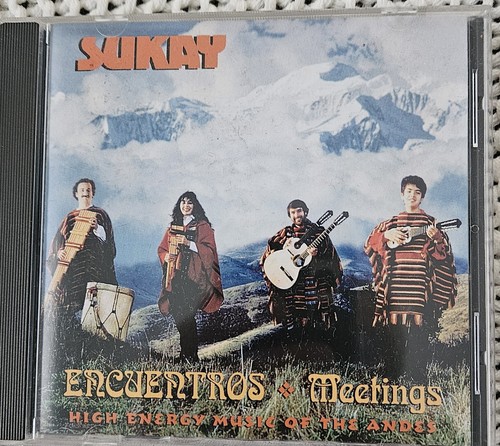 SUKAY
ENCUENTROS ❖ Meetings
HIGH ENERGY MUSIC OF THE ANDES